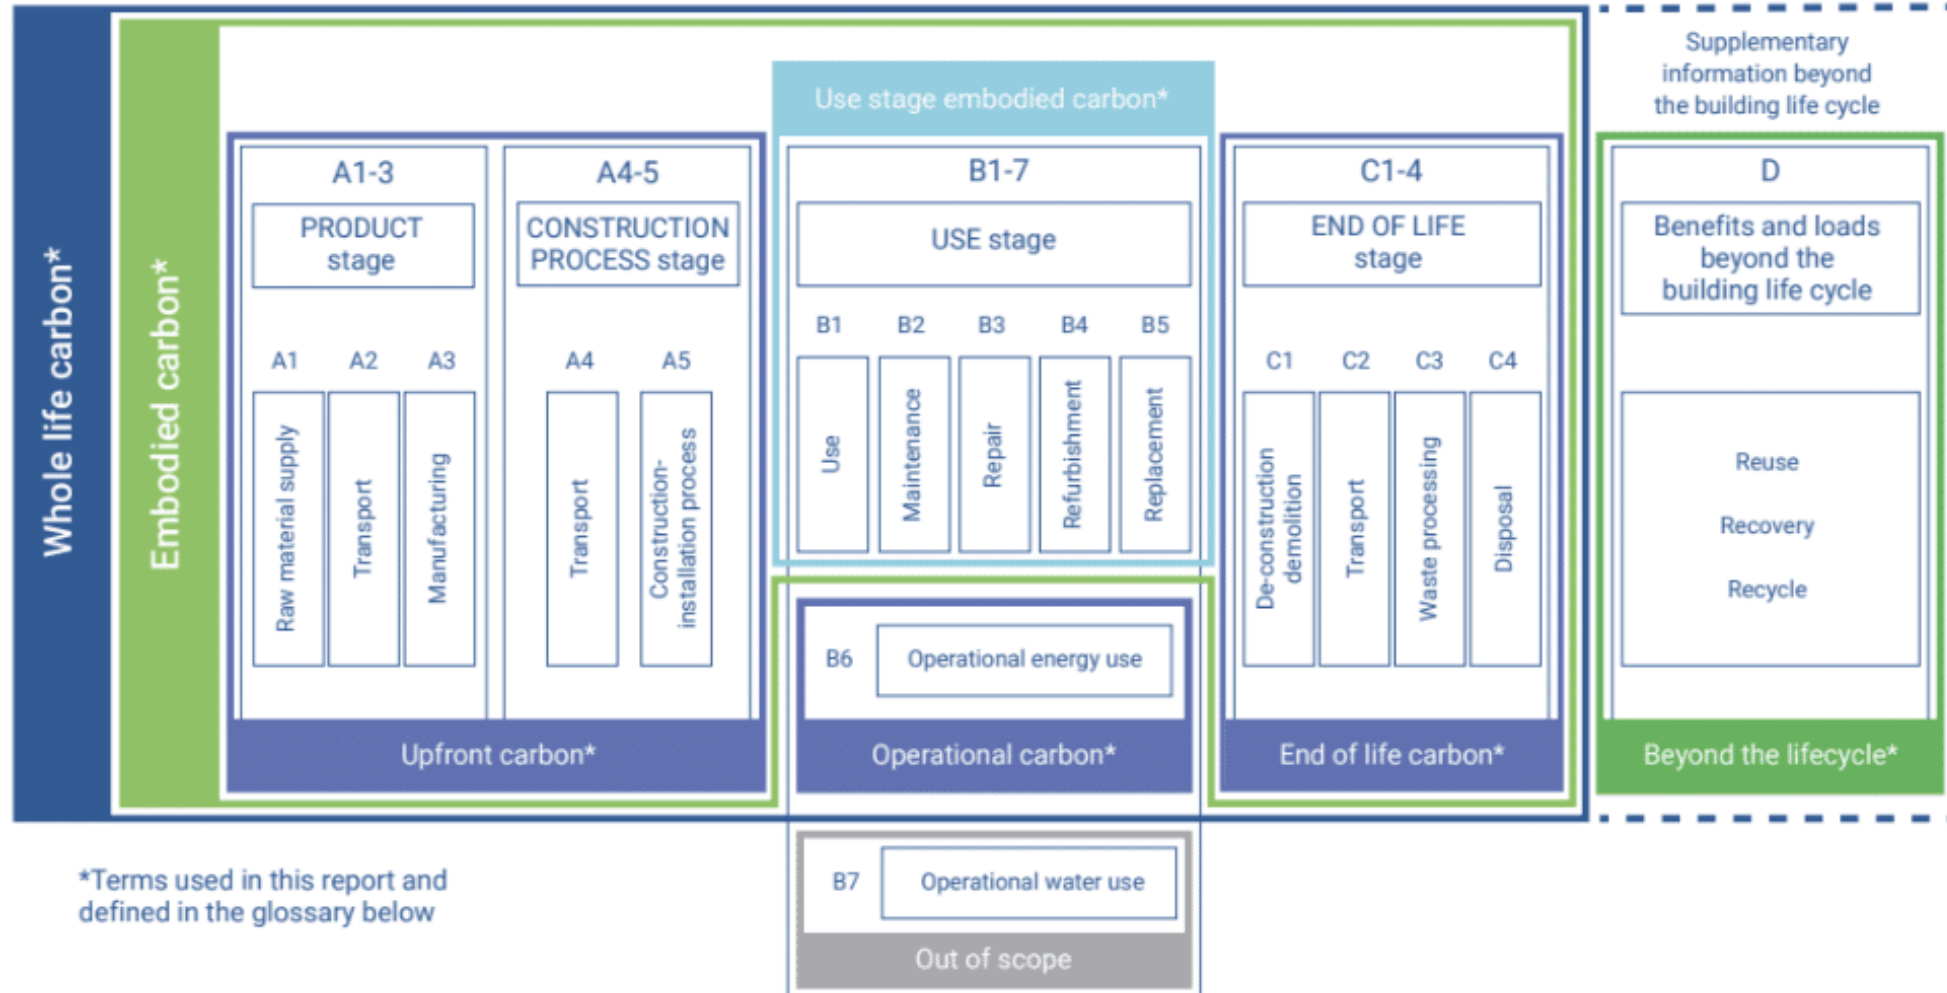 Whole life carbon*
Embodied carbon*
Use stage embodied carbon*
Supplementary
information beyond
the building life cycle
A1-3
PRODUCT
stage
A1
A2
A3
Raw material supply
Transport
Manufacturing
A4-5
CONSTRUCTION
PROCESS stage
A4
A5
Transport
Construction-
installation process
Upfront carbon*
B1-7
USE stage
B1
B2
B3
B4
B5
Use
Maintenance
Repair
Refurbishment
Replacement
B6
Operational energy use
Operational carbon*
B7
Operational water use
Out of scope
C1-4
END OF LIFE
stage
C1
C2
C3
C4
De-construction
demolition
Transport
Waste processing
Disposal
End of life carbon*
D
Benefits and loads
beyond the
building life cycle
Reuse
Recovery
Recycle
Beyond the lifecycle*
*Terms used in this report and
defined in the glossary below